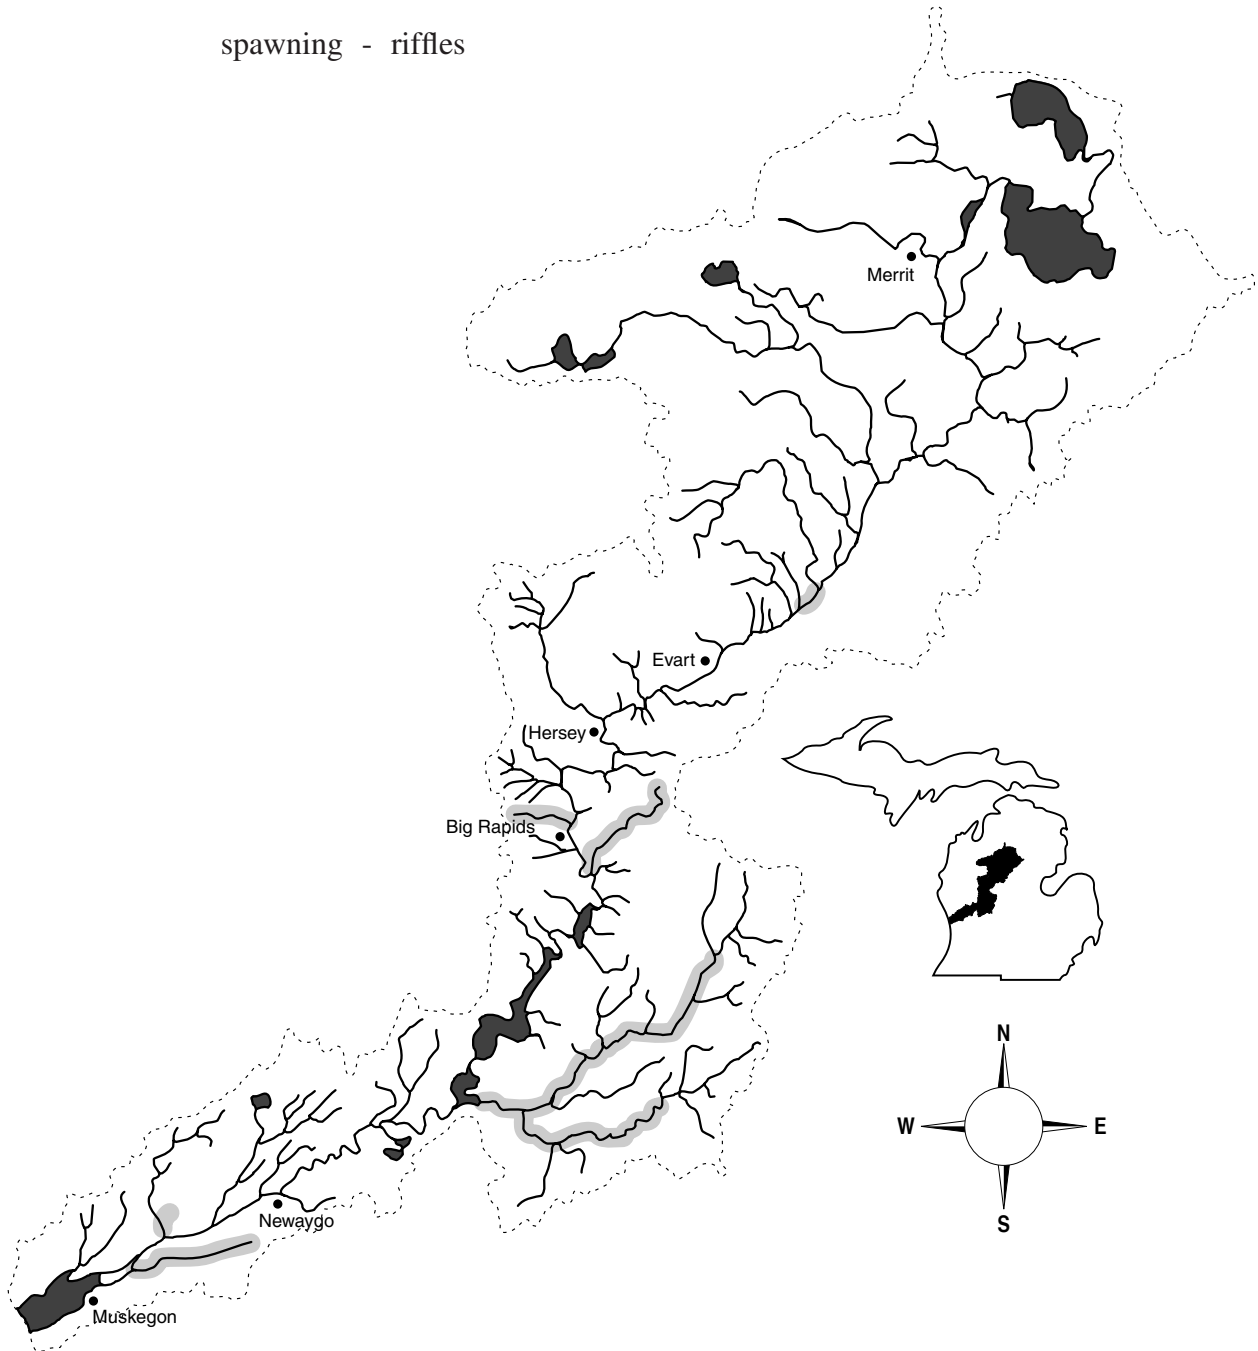 spawning - riffles
Merrit
Evart
Hersey
Big Rapids
N
W
E
S
Newaygo
Muskegon